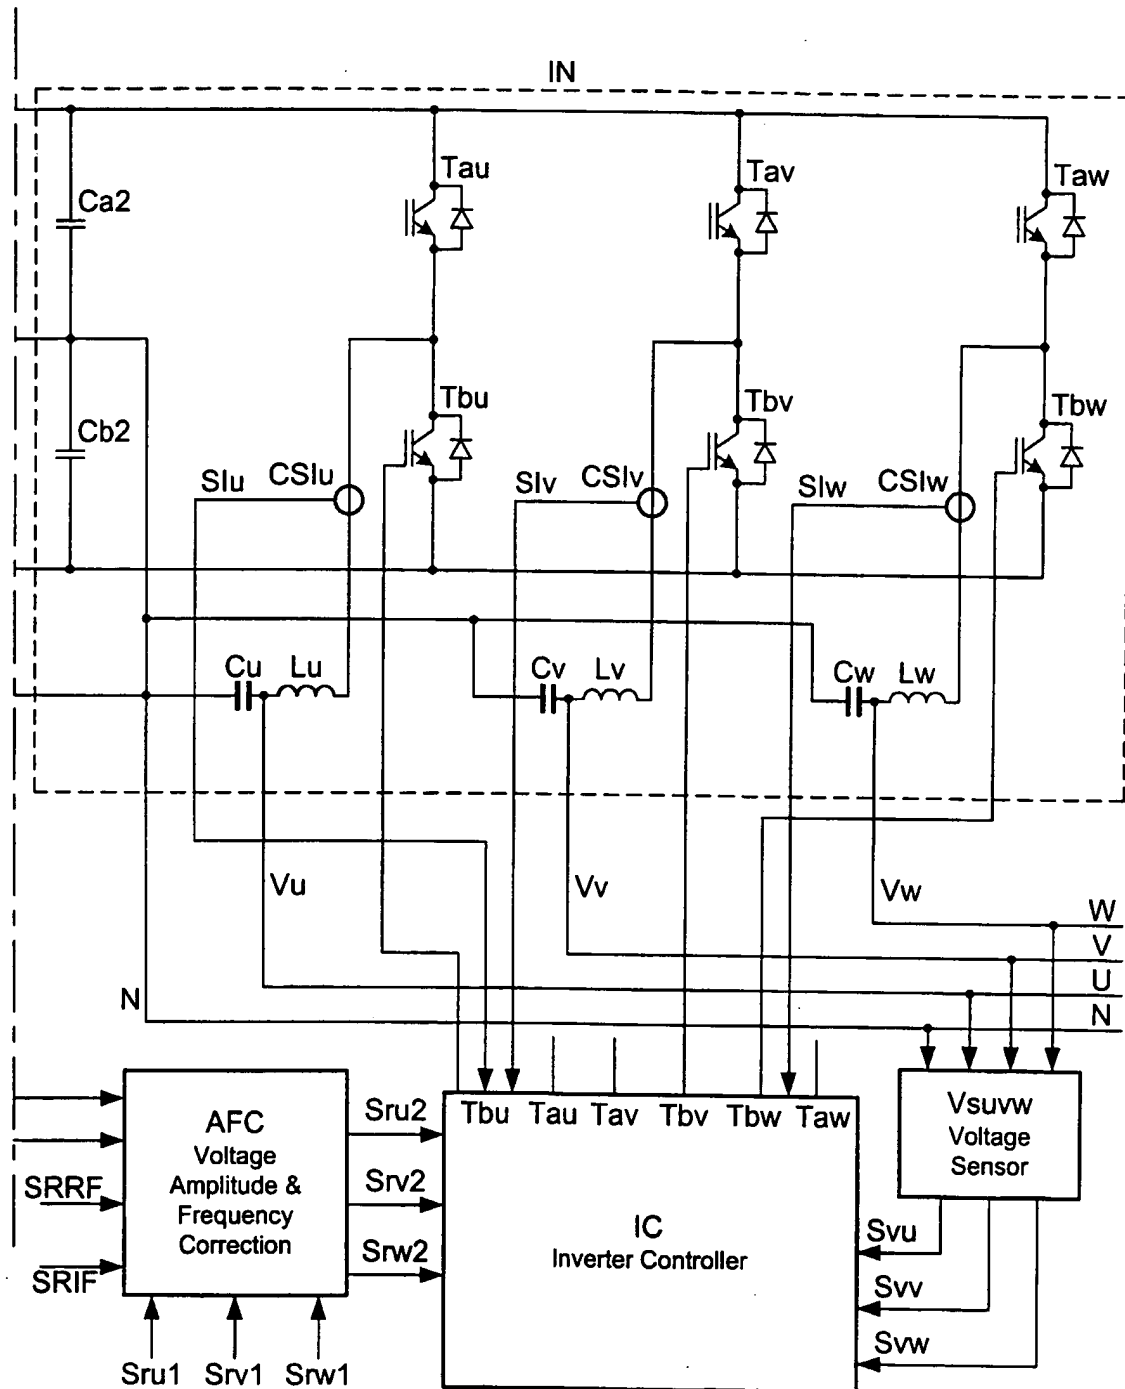 IN
Tau
Tav
Taw
Ca2
Tbu
Tbv
Tbw
Cb2
SIu
CSIu
SIv
CSIv
SIw
CSIw
Cu
Lu
Cv
Lv
Cw
Lw
Vu
Vv
Vw
W
V
U
N
N
Tbu
Tau
Tav
Tbv
Tbw
Taw
AFC
Voltage
Amplitude &
Frequency
Correction
SRRF
SRIF
Sru1
Srv1
Srw1
Sru2
Srv2
Srw2
IC
Inverter Controller
Vsuvw
Voltage
Sensor
Svu
Svv
Svw